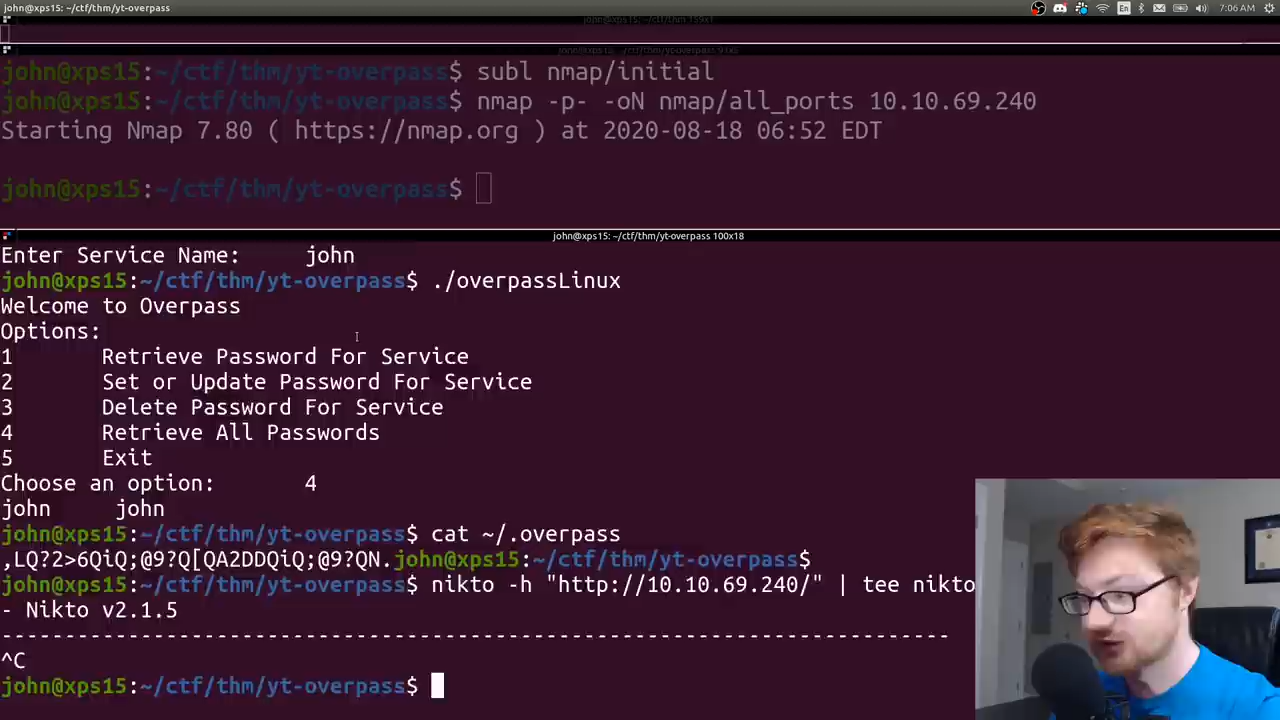 john@xps15: ~/ctf/thm/yt-overpass
En 7:06 AM
john@xps15:~/ctf/thm/yt-overpass$ subl nmap/initial
john@xps15:~/ctf/thm/yt-overpass$ nmap -p- -oN nmap/all_ports 10.10.69.240
Starting Nmap 7.80 ( https://nmap.org ) at 2020-08-18 06:52 EDT
john@xps15:~/ctf/thm/yt-overpass$
john@xps15: ~/ctf/thm/yt-overpass 100x18
Enter Service Name: john
john@xps15:~/ctf/thm/yt-overpass$ ./overpassLinux
Welcome to Overpass
Options:
1 Retrieve Password For Service
2 Set or Update Password For Service
3 Delete Password For Service
4 Retrieve All Passwords
5 Exit
Choose an option: 4
john john
john@xps15:~/ctf/thm/yt-overpass$ cat ~/.overpass
,LQ?2>6QiQ;@9?Q[QA2DDQiQ;@9?QN.john@xps15:~/ctf/thm/yt-overpass$
john@xps15:~/ctf/thm/yt-overpass$ nikto -h "http://10.10.69.240/" | tee nikto
- Nikto v2.1.5
---------------------------------------------------------------------------
^C
john@xps15:~/ctf/thm/yt-overpass$